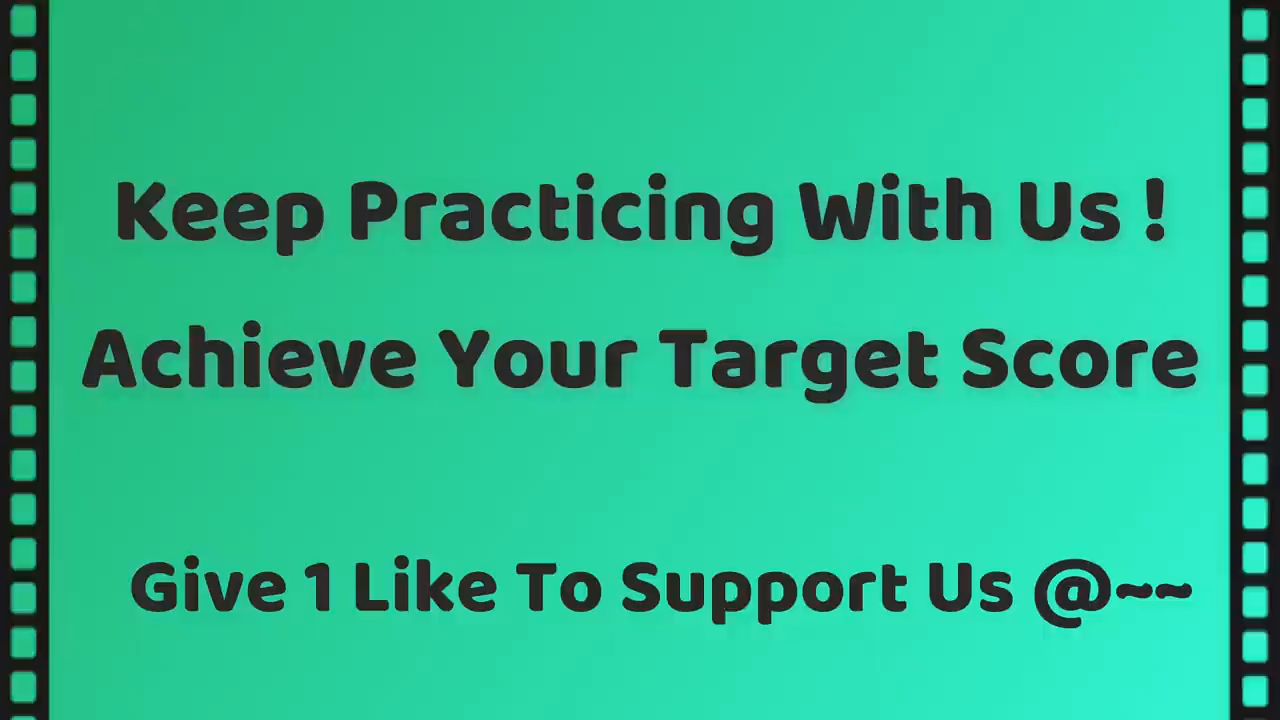 Keep Practicing With Us !
Achieve Your Target Score
Give 1 Like To Support Us @~~